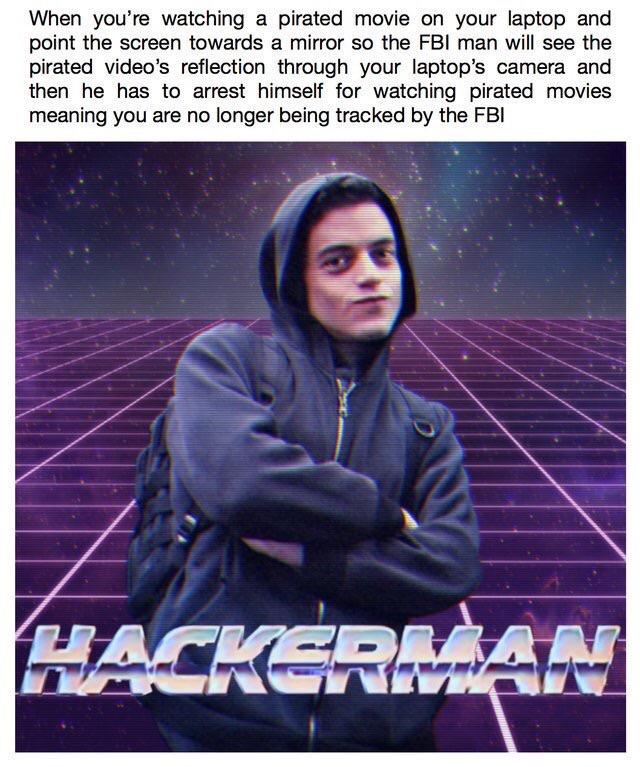 When you’re watching a pirated movie on your laptop and
point the screen towards a mirror so the FBI man will see the
pirated video’s reflection through your laptop’s camera and
then he has to arrest himself for watching pirated movies
meaning you are no longer being tracked by the FBI
HACKERMAN